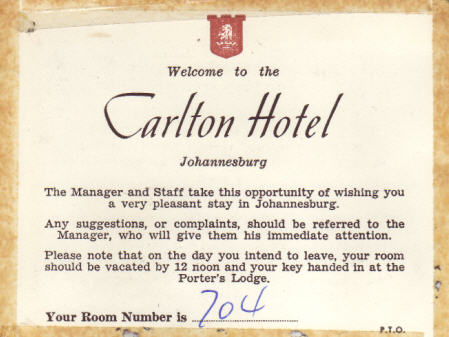 Welcome to the
Carlton Hotel
Johannesburg
The Manager and Staff take this opportunity of wishing you
a very pleasant stay in Johannesburg.
Any suggestions, or complaints, should be referred to the
Manager, who will give them his immediate attention.
Please note that on the day you intend to leave, your room
should be vacated by 12 noon and your key handed in at the
Porter's Lodge.
Your Room Number is 704
P.T.O.